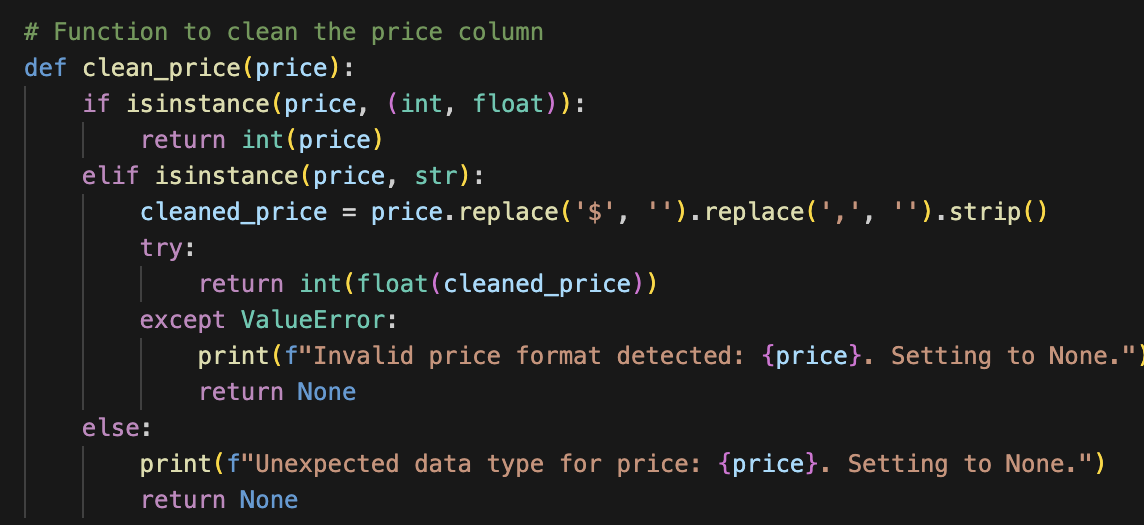 # Function to clean the price column
def clean_price(price):
    if isinstance(price, (int, float)):
        return int(price)
    elif isinstance(price, str):
        cleaned_price = price.replace('$', '').replace(',', '').strip()
        try:
            return int(float(cleaned_price))
        except ValueError:
            print(f"Invalid price format detected: {price}. Setting to None.")
            return None
    else:
        print(f"Unexpected data type for price: {price}. Setting to None.")
        return None